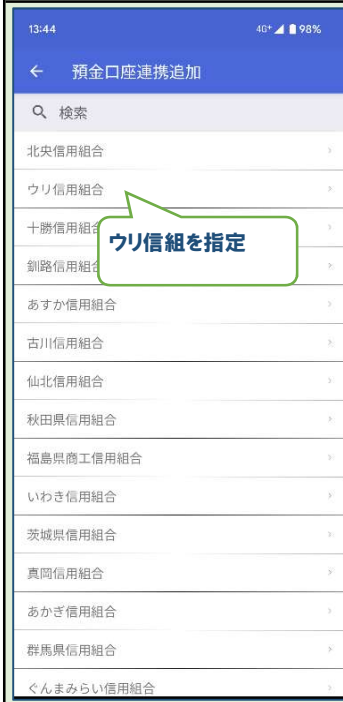 13:44 4G+ 98%
← 預金口座連携追加
検索
北央信用組合
ウリ信用組合
十勝信用組合
ウリ信組を指定
釧路信用組
あすか信用組合
古川信用組合
仙北信用組合
秋田県信用組合
福島県商工信用組合
いわき信用組合
茨城県信用組合
真岡信用組合
あかぎ信用組合
群馬県信用組合
ぐんまみらい信用組合